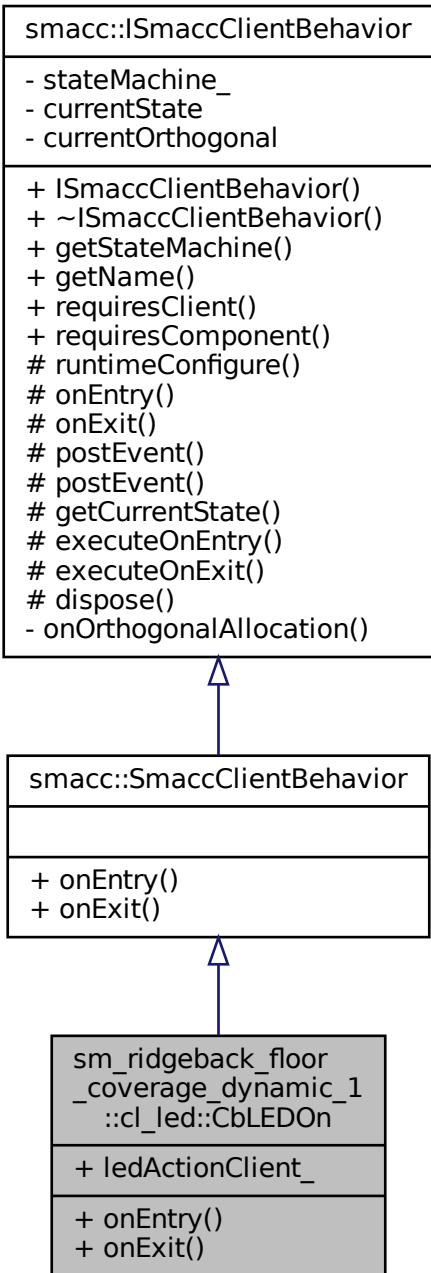 smacc::ISmaccClientBehavior
- stateMachine_
- currentState
- currentOrthogonal
+ ISmaccClientBehavior()
+ ~ISmaccClientBehavior()
+ getStateMachine()
+ getName()
+ requiresClient()
+ requiresComponent()
# runtimeConfigure()
# onEntry()
# onExit()
# postEvent()
# postEvent()
# getCurrentState()
# executeOnEntry()
# executeOnExit()
# dispose()
- onOrthogonalAllocation()
smacc::SmaccClientBehavior
+ onEntry()
+ onExit()
sm_ridgeback_floor
_coverage_dynamic_1
::cl_led::CbLEDOn
+ ledActionClient_
+ onEntry()
+ onExit()